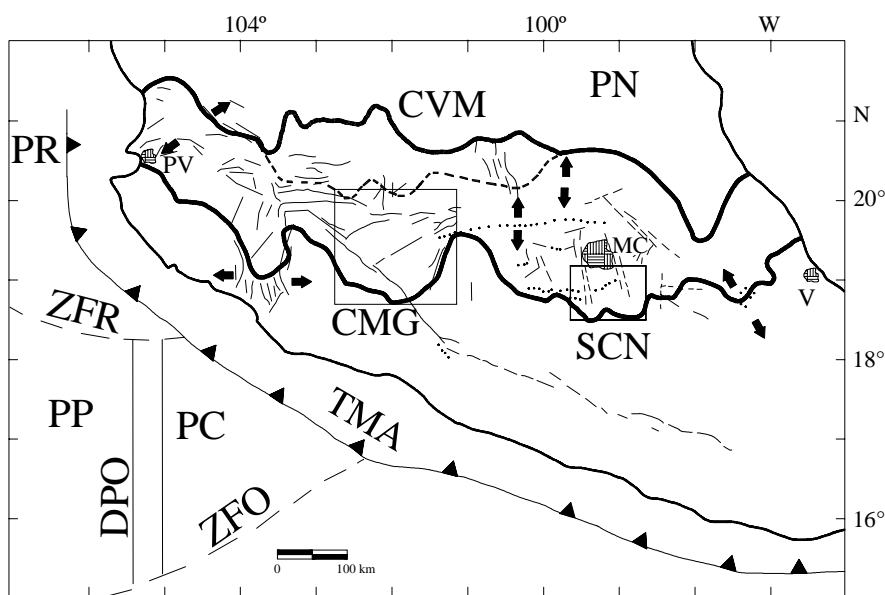 104º 100º W
CVM PN N
PR
PV
20°
MC
V
ZFR CMG SCN
18°
PP PC TMA
DPO
ZFO
16°
0 100 km